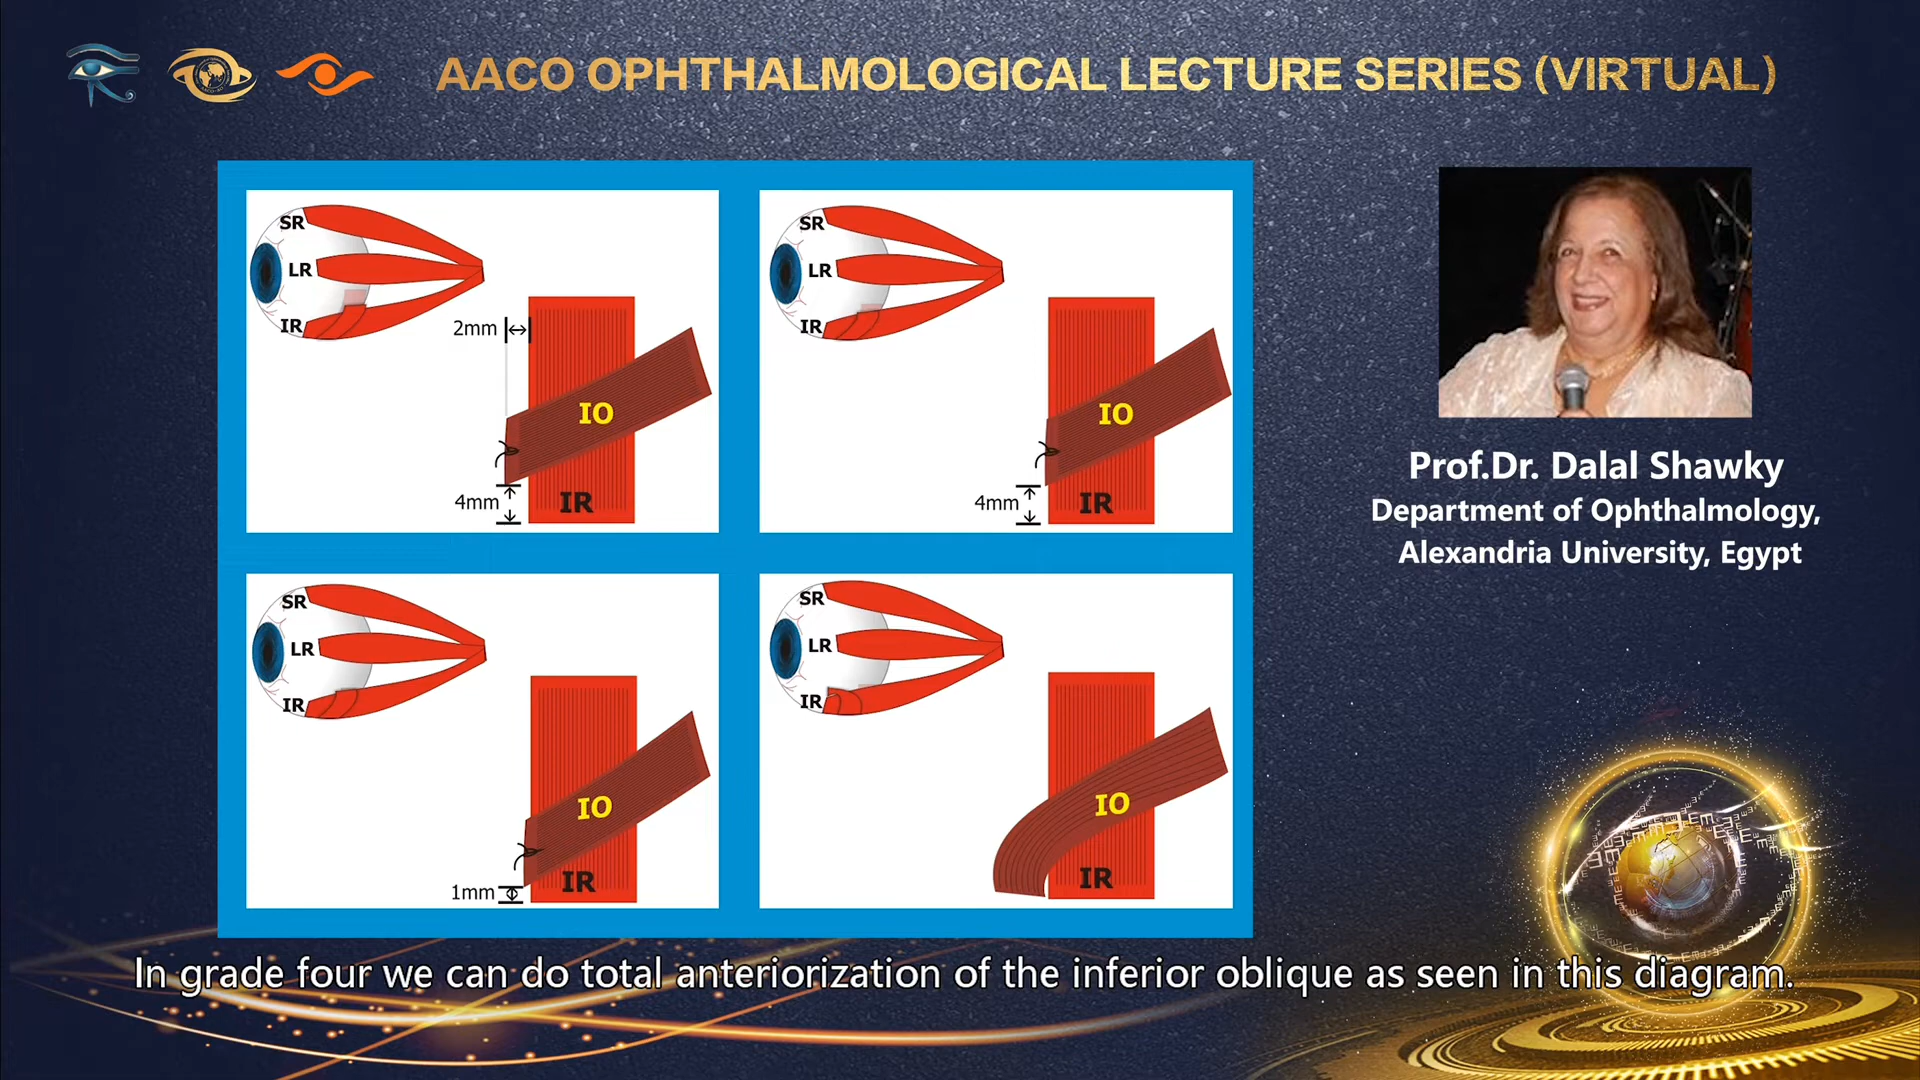 AACO OPHTHALMOLOGICAL LECTURE SERIES (VIRTUAL)
SR
LR
IR
2mm
IO
4mm
IR
SR
LR
IR
IO
4mm
IR
SR
LR
IR
IO
1mm
IR
SR
LR
IR
IO
IR
Prof.Dr. Dalal Shawky
Department of Ophthalmology,
Alexandria University, Egypt
In grade four we can do total anteriorization of the inferior oblique as seen in this diagram.